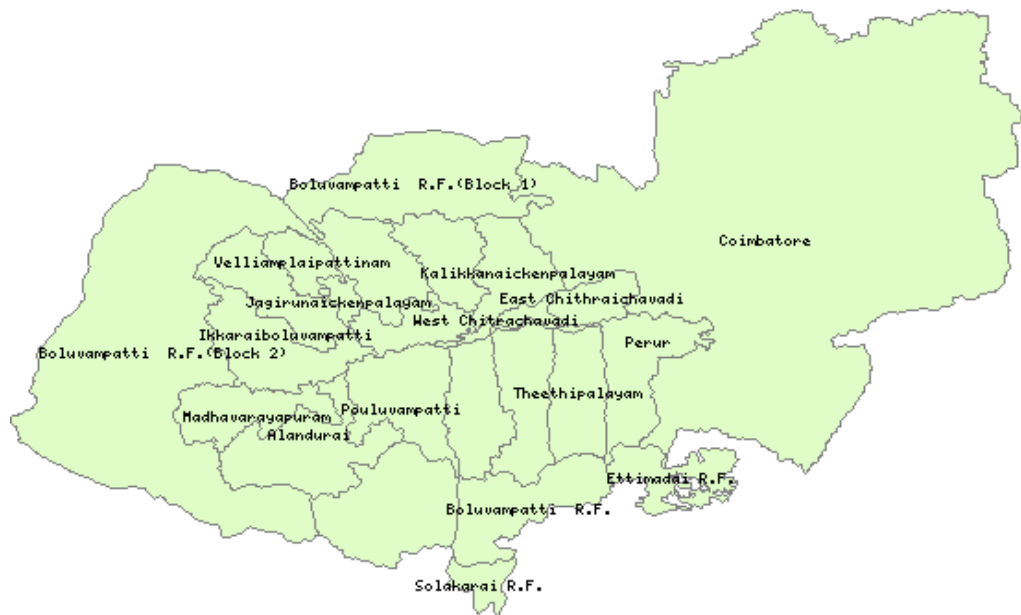 Boluvampatti R.F.(Block 1)
Coimbatore
Velliamplaipattinam
Kalikkanaickenpalayam
Jagirunaickenpalayam
East Chithraichavadi
West Chitrachavadi
Ikkaraiboluvampatti
Perur
Boluvampatti R.F.(Block 2)
Theethipalayam
Pouluvampatti
Madhavarayapuram
Alandurai
Ettimadai R.F.
Boluvampatti R.F.
Solakarai R.F.